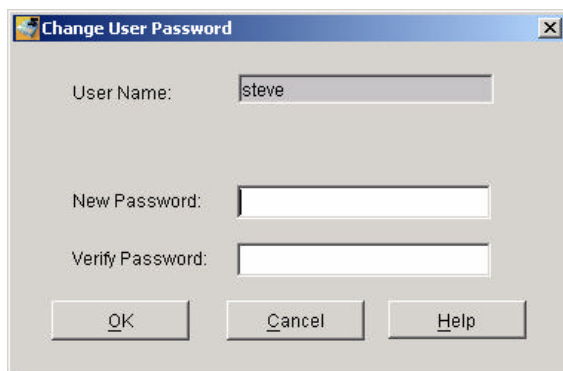 Change User Password
User Name: steve
New Password:
Verify Password:
OK Cancel Help